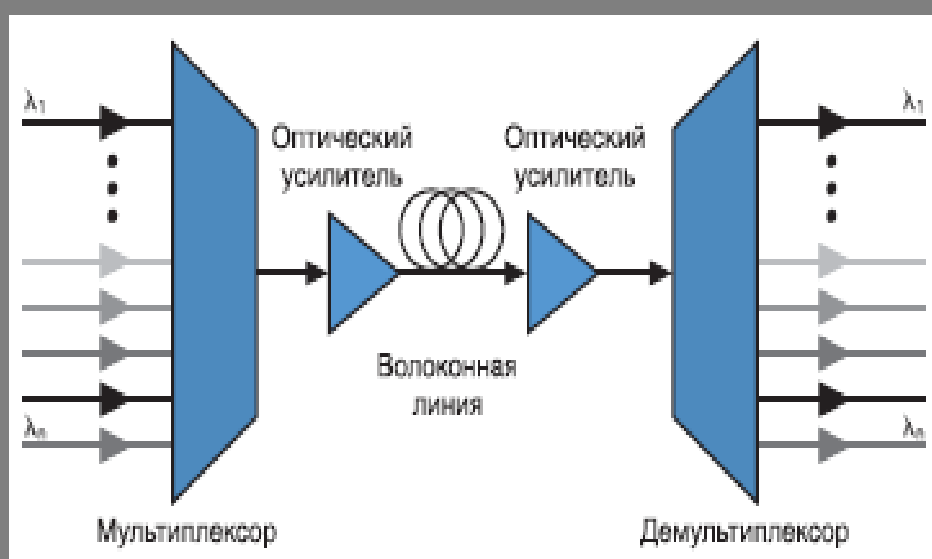 λ1
λ1
Оптический
усилитель
Оптический
усилитель
Волоконная
линия
λn
λn
Мультиплексор
Демультиплексор